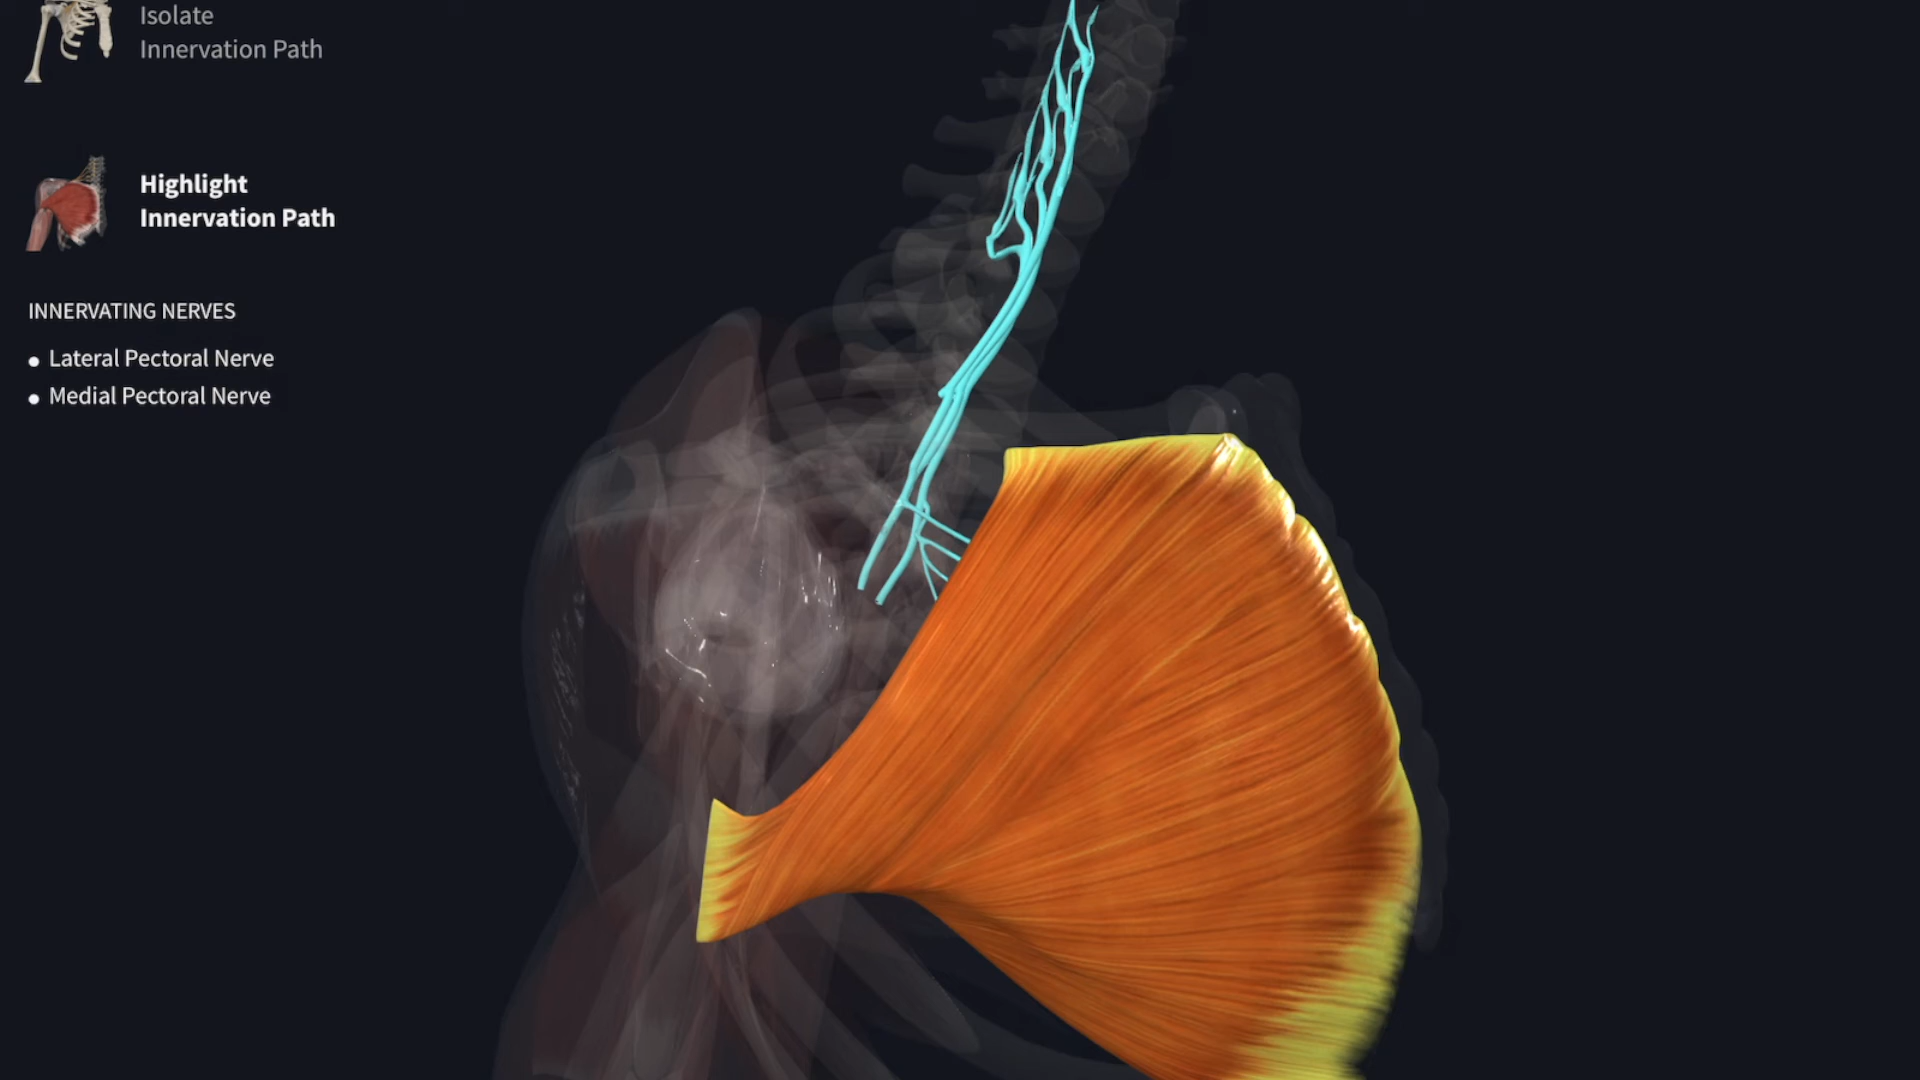 Isolate
Innervation Path
Highlight
Innervation Path
INNERVATING NERVES
Lateral Pectoral Nerve
Medial Pectoral Nerve